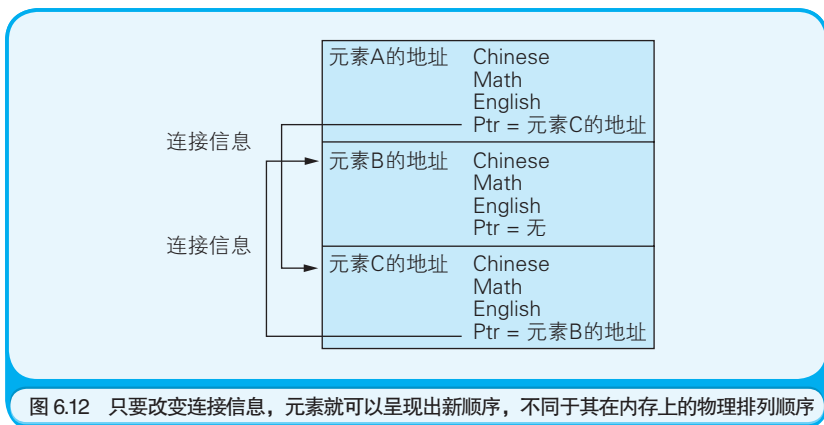 元素A的地址 Chinese
Math
English
Ptr = 元素C的地址
连接信息
元素B的地址 Chinese
Math
English
Ptr = 无
连接信息
元素C的地址 Chinese
Math
English
Ptr = 元素B的地址
图 6.12 只要改变连接信息，元素就可以呈现出新顺序，不同于其在内存上的物理排列顺序